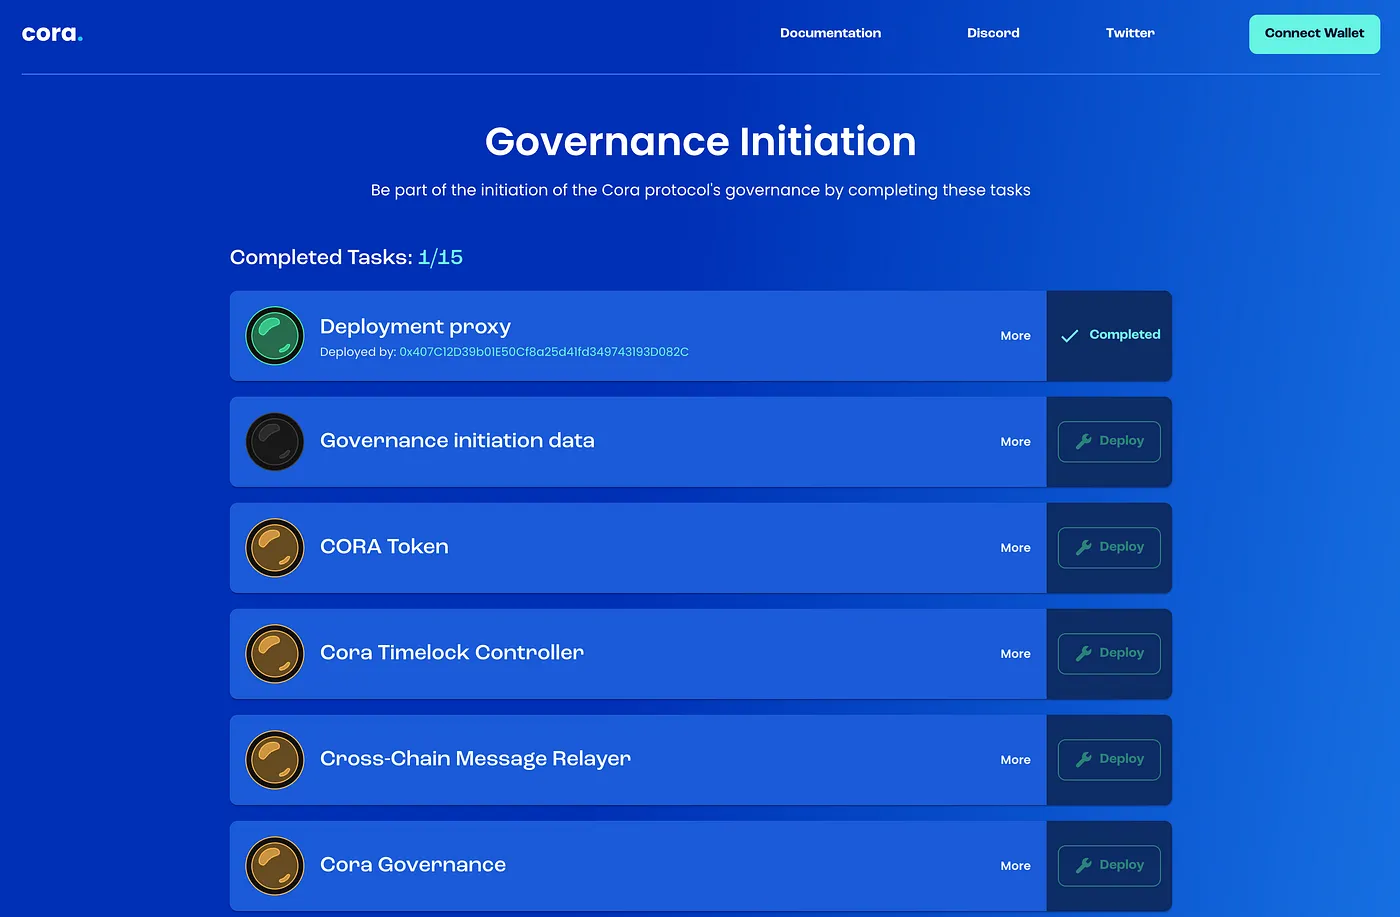 cora.
Documentation
Discord
Twitter
Connect Wallet
Governance Initiation
Be part of the initiation of the Cora protocol's governance by completing these tasks
Completed Tasks: 1/15
Deployment proxy
Deployed by: 0x407C12D39b01E50Cf8a25d41fd349743193D082C
More
Completed
Governance initiation data
More
Deploy
CORA Token
More
Deploy
Cora Timelock Controller
More
Deploy
Cross-Chain Message Relayer
More
Deploy
Cora Governance
More
Deploy